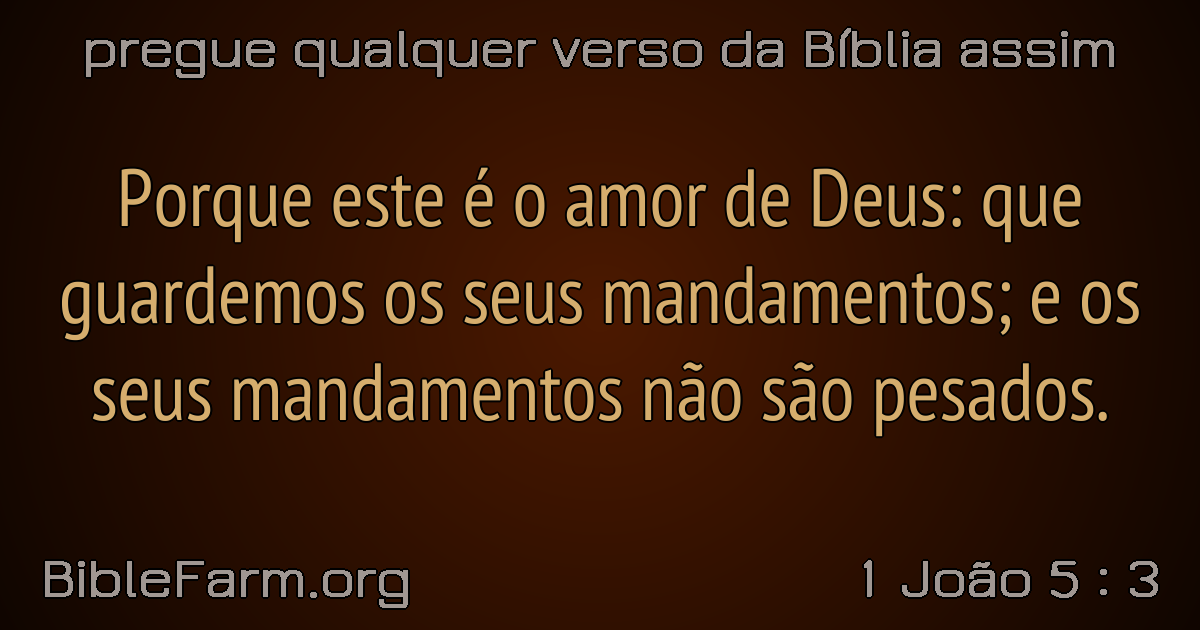 pregue qualquer verso da Bíblia assim
Porque este é o amor de Deus: que
guardemos os seus mandamentos; e os
seus mandamentos não são pesados.
BibleFarm.org
1 João 5 : 3